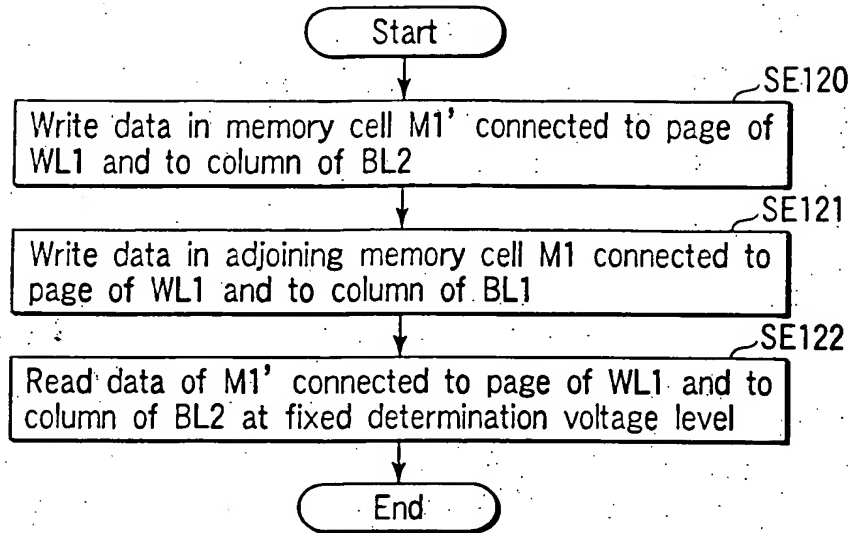 Start
SE120
Write data in memory cell M1' connected to page of
WL1 and to column of BL2
SE121
Write data in adjoining memory cell M1 connected to
page of WL1 and to column of BL1
SE122
Read data of M1' connected to page of WL1 and to
column of BL2 at fixed determination voltage level
End